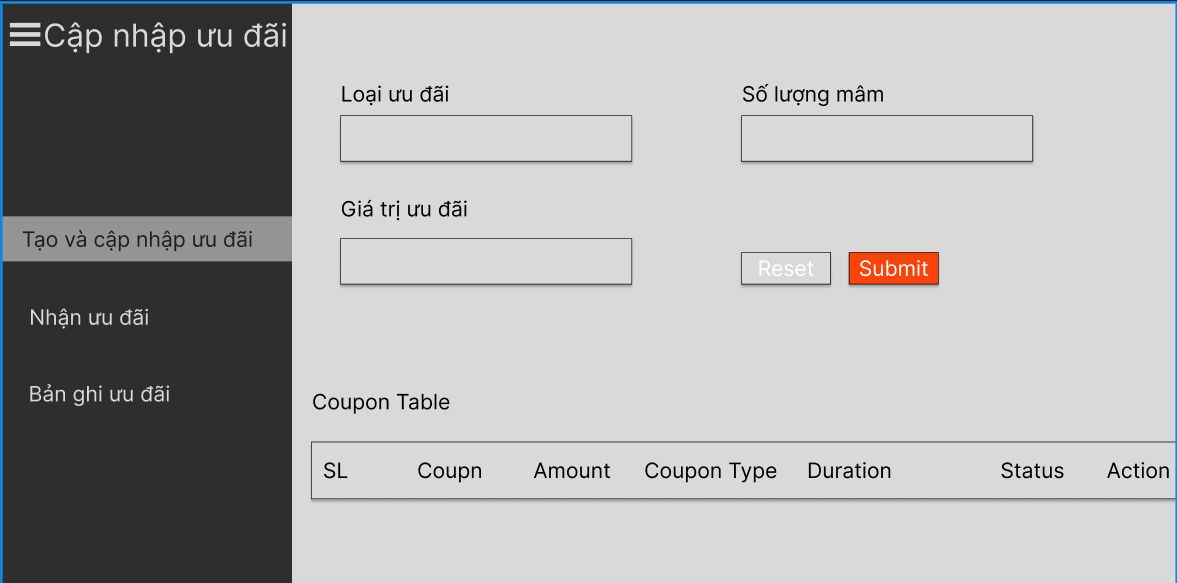 Cập nhập ưu đãi
Loại ưu đãi
Số lượng mâm
Giá trị ưu đãi
Tạo và cập nhập ưu đãi
Reset
Submit
Nhận ưu đãi
Bản ghi ưu đãi
Coupon Table
SL Coupn Amount Coupon Type Duration Status Action